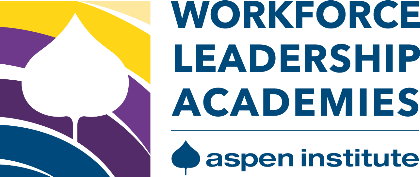 WORKFORCE
LEADERSHIP
ACADEMIES
aspen institute